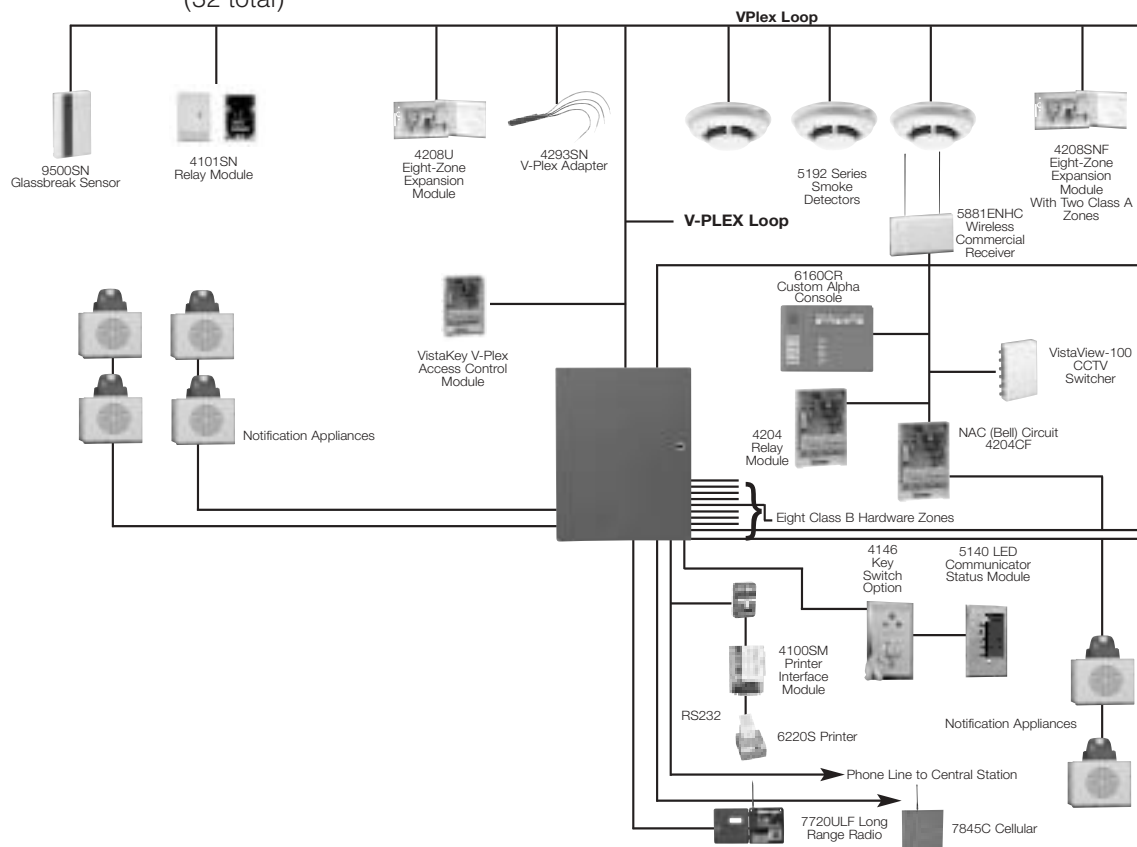 (32 total)
VPlex Loop
9500SN
Glassbreak Sensor
4101SN
Relay Module
4208U
Eight-Zone
Expansion
Module
4293SN
V-Plex Adapter
5192 Series
Smoke
Detectors
4208SNF
Eight-Zone
Expansion
Module
With Two Class A
Zones
V-PLEX Loop
5881ENHC
Wireless
Commercial
Receiver
6160CR
Custom Alpha
Console
VistaKey V-Plex
Access Control
Module
VistaView-100
CCTV
Switcher
Notification Appliances
4204
Relay
Module
NAC (Bell) Circuit
4204CF
Eight Class B Hardware Zones
4146
Key
Switch
Option
5140 LED
Communicator
Status Module
4100SM
Printer
Interface
Module
RS232
6220S Printer
Notification Appliances
Phone Line to Central Station
7720ULF Long
Range Radio
7845C Cellular